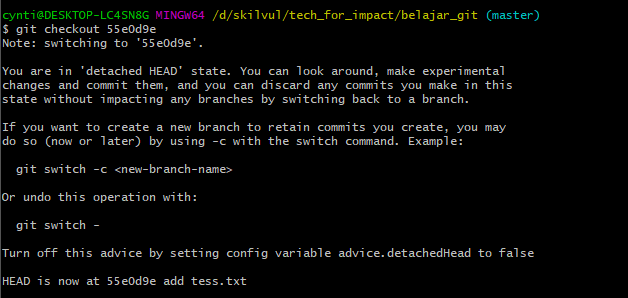 cynti@DESKTOP-LC4SN8G MINGW64 /d/skilvul/tech_for_impact/belajar_git (master)
$ git checkout 55e0d9e
Note: switching to '55e0d9e'.

You are in 'detached HEAD' state. You can look around, make experimental
changes and commit them, and you can discard any commits you make in this
state without impacting any branches by switching back to a branch.

If you want to create a new branch to retain commits you create, you may
do so (now or later) by using -c with the switch command. Example:

  git switch -c <new-branch-name>

Or undo this operation with:

  git switch -

Turn off this advice by setting config variable advice.detachedHead to false

HEAD is now at 55e0d9e add tess.txt